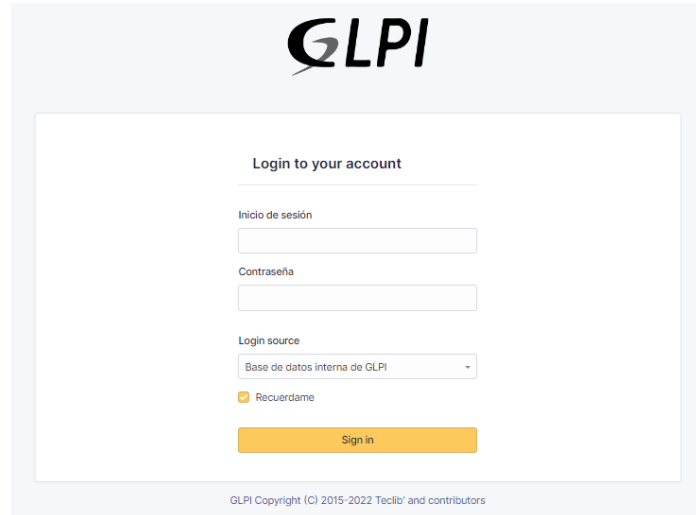 GLPI
Login to your account
Inicio de sesión
Contraseña
Login source
Base de datos interna de GLPI
Recuerdame
Sign in
GLPI Copyright (C) 2015-2022 Teclib' and contributors